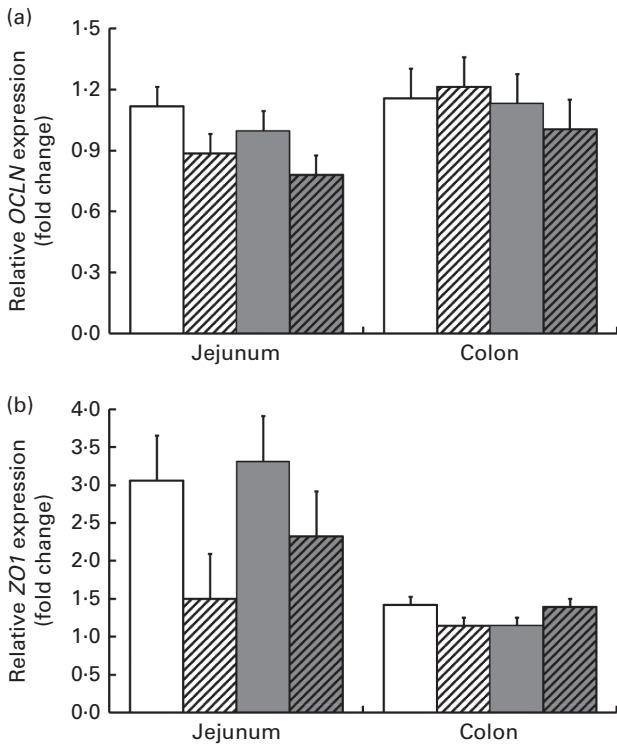 (a)
Relative OCLN expression
(fold change)
1·5
1·2
0·9
0·6
0·3
0·0
Jejunum
Colon
(b)
Relative ZO1 expression
(fold change)
4·0
3·5
3·0
2·5
2·0
1·5
1·0
0·5
0·0
Jejunum
Colon